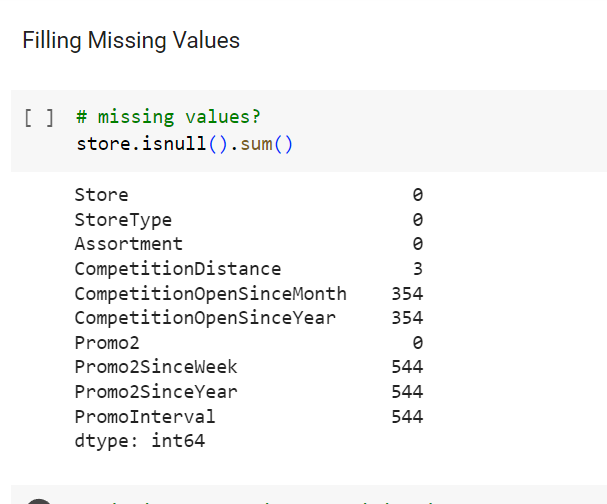 Filling Missing Values
[ ] # missing values?
store.isnull().sum()
Store 0
StoreType 0
Assortment 0
CompetitionDistance 3
CompetitionOpenSinceMonth 354
CompetitionOpenSinceYear 354
Promo2 0
Promo2SinceWeek 544
Promo2SinceYear 544
PromoInterval 544
dtype: int64